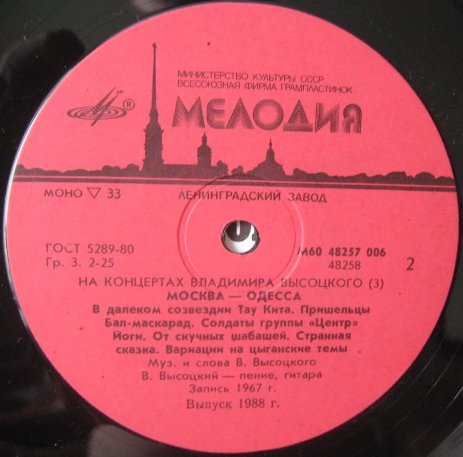 МИНИСТЕРСТВО КУЛЬТУРЫ СССР
ВСЕСОЮЗНАЯ ФИРМА ГРАМПЛАСТИНОК
МЕЛОДИЯ
®
МОНО ▽ 33
ЛЕНИНГРАДСКИЙ ЗАВОД
ГОСТ 5289-80
М60 48257 006
Гр. 3. 2-25
48258
2
НА КОНЦЕРТАХ ВЛАДИМИРА ВЫСОЦКОГО (3)
МОСКВА — ОДЕССА
В далеком созвездии Тау Кита. Пришельцы
Бал-маскарад. Солдаты группы «Центр»
Йоги. От скучных шабашей. Странная
сказка. Вариации на цыганские темы
Муз. и слова В. Высоцкого
В. Высоцкий — пение, гитара
Запись 1967 г.
Выпуск 1988 г.